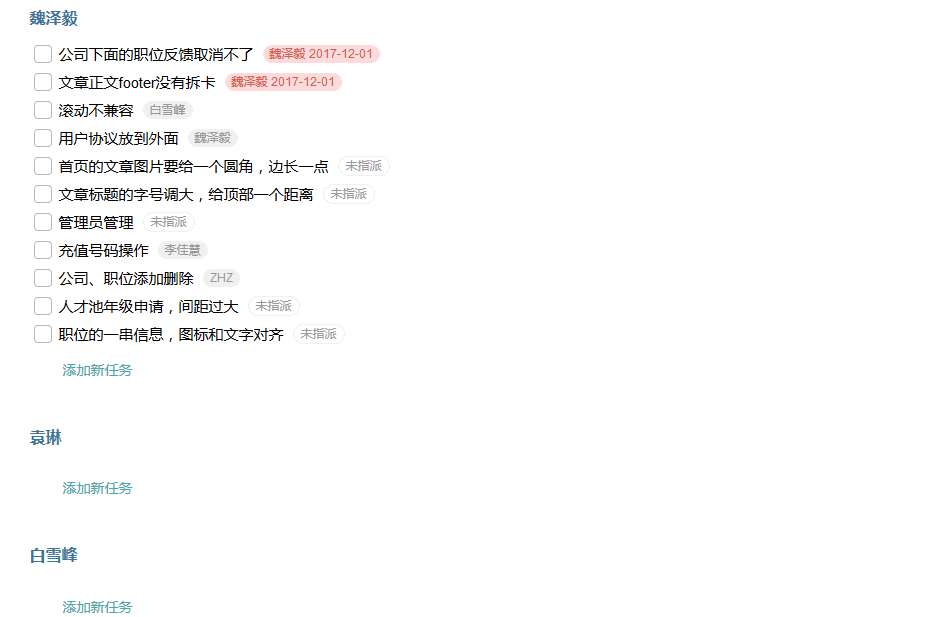 魏泽毅
公司下面的职位反馈取消不了 魏泽毅 2017-12-01
文章正文footer没有拆卡 魏泽毅 2017-12-01
滚动不兼容 白雪峰
用户协议放到外面 魏泽毅
首页的文章图片要给一个圆角，边长一点 未指派
文章标题的字号调大，给顶部一个距离 未指派
管理员管理 未指派
充值号码操作 李佳慧
公司、职位添加删除 ZHZ
人才池年级申请，间距过大 未指派
职位的一串信息，图标和文字对齐 未指派
添加新任务
袁琳
添加新任务
白雪峰
添加新任务